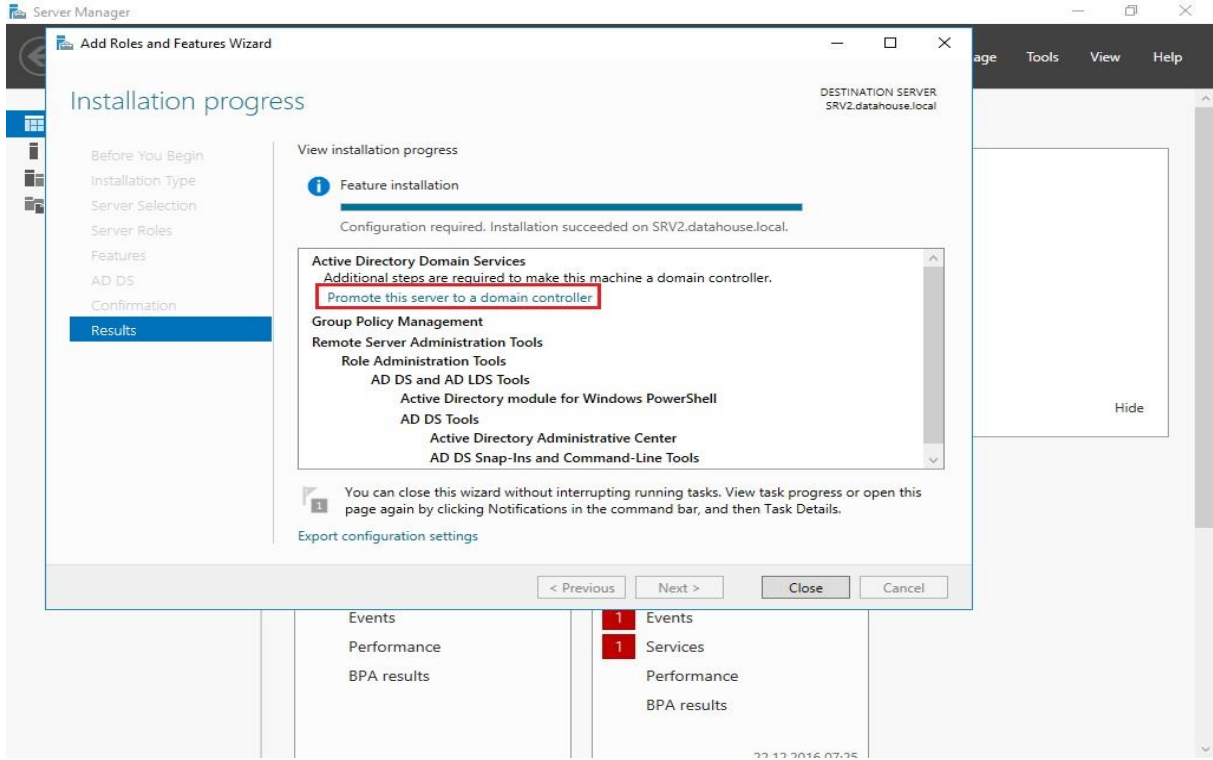 Server Manager
Add Roles and Features Wizard
age Tools View Help
Installation progress
DESTINATION SERVER
SRV2.datahouse.local
Before You Begin
Installation Type
Server Selection
Server Roles
Features
AD DS
Confirmation
Results
View installation progress
Feature installation
Configuration required. Installation succeeded on SRV2.datahouse.local.
Active Directory Domain Services
Additional steps are required to make this machine a domain controller.
Promote this server to a domain controller
Group Policy Management
Remote Server Administration Tools
Role Administration Tools
AD DS and AD LDS Tools
Active Directory module for Windows PowerShell
AD DS Tools
Active Directory Administrative Center
AD DS Snap-Ins and Command-Line Tools
1
You can close this wizard without interrupting running tasks. View task progress or open this
page again by clicking Notifications in the command bar, and then Task Details.
Export configuration settings
< Previous Next > Close Cancel
Hide
Events
Performance
BPA results
1 Events
1 Services
Performance
BPA results
22.12.2016 07:25